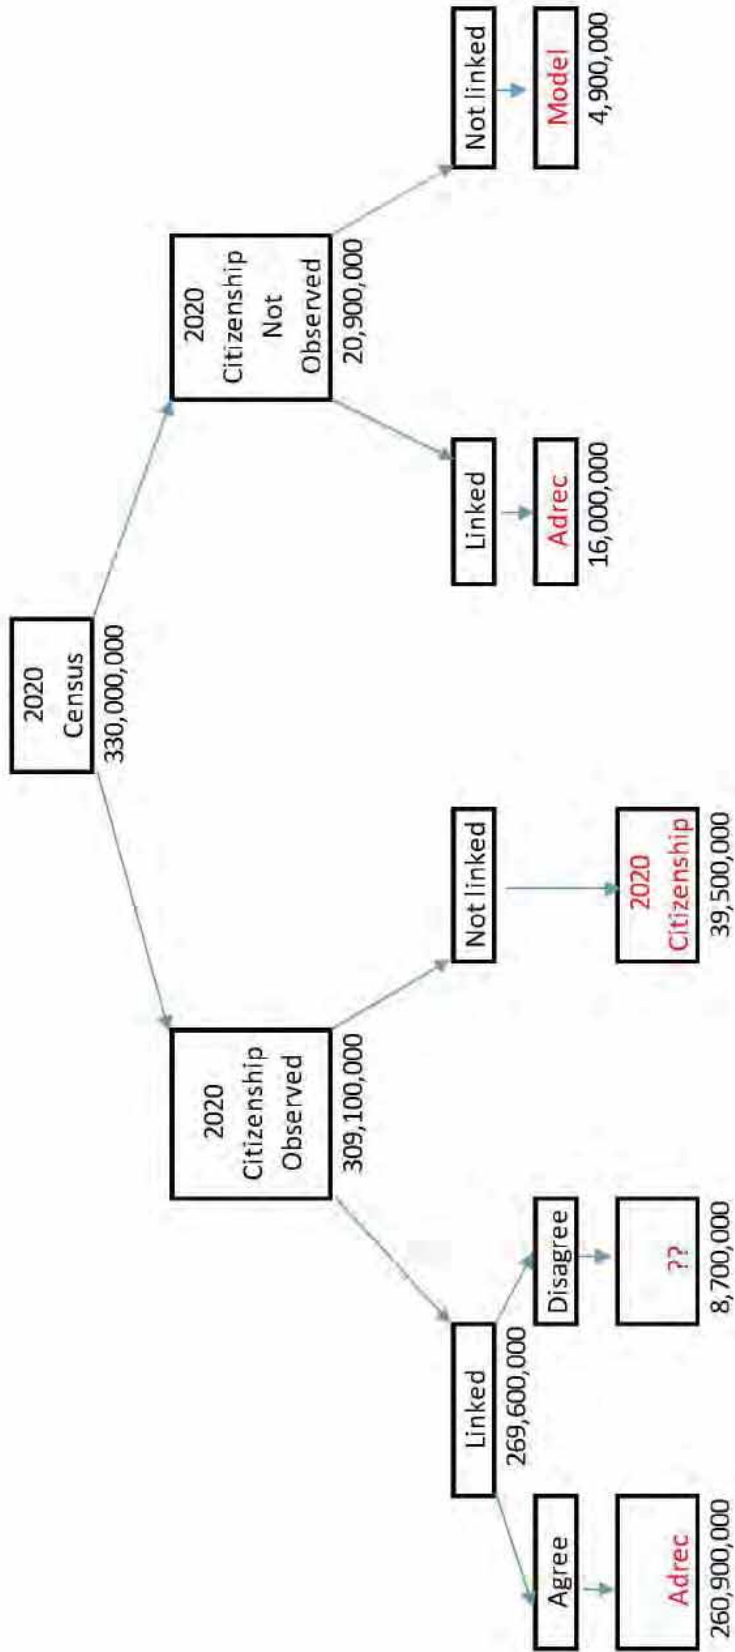 2020
Census
330,000,000
2020
Citizenship
Observed
309,100,000
2020
Citizenship
Not
Observed
20,900,000
Linked
269,600,000
Not linked
Linked
Not linked
Agree
Disagree
Adrec
260,900,000
??
8,700,000
2020
Citizenship
39,500,000
Adrec
16,000,000
Model
4,900,000